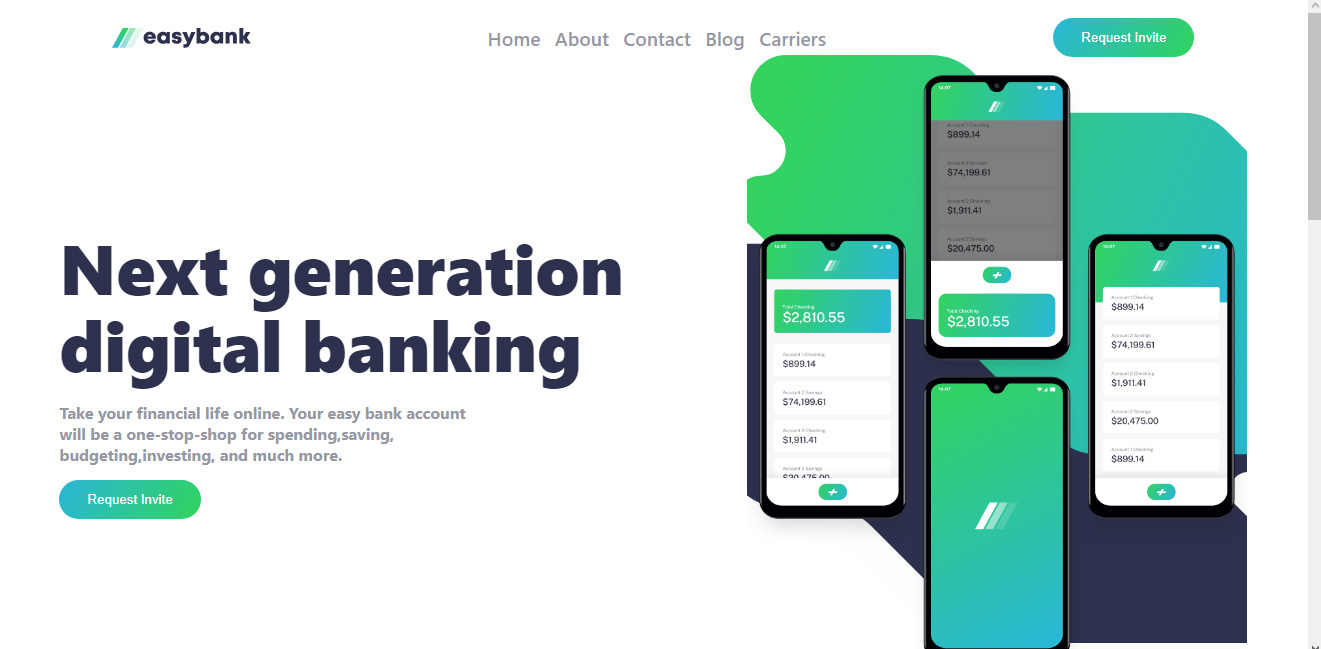 easybank
Home About Contact Blog Carriers
Request Invite
Next generation
digital banking
Take your financial life online. Your easy bank account
will be a one-stop-shop for spending,saving,
budgeting,investing, and much more.
Request Invite
14:07
Total Checking
$2,810.55
Account 1 Checking
$899.14
Account 2 Savings
$74,199.61
Account 2 Checking
$1,911.41
Account 2 Savings
$20,475.00
14:07
Account 1 Checking
$899.14
Account 2 Savings
$74,199.61
Account 2 Checking
$1,911.41
Account 2 Savings
$20,475.00
Total Checking
$2,810.55
14:07
14:07
Account 1 Checking
$899.14
Account 2 Savings
$74,199.61
Account 2 Checking
$1,911.41
Account 2 Savings
$20,475.00
Account 1 Checking
$899.14